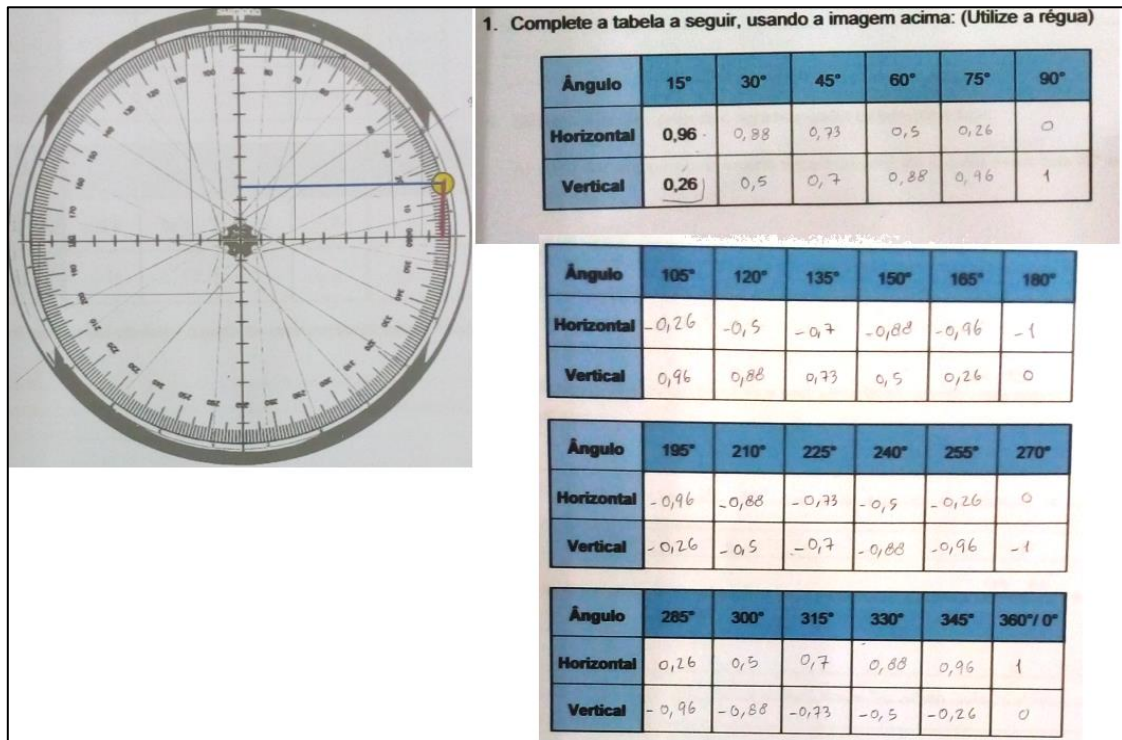 1. Complete a tabela a seguir, usando a imagem acima: (Utilize a régua)
Ângulo 15° 30° 45° 60° 75° 90°
Horizontal 0,96 0,88 0,73 0,5 0,26 0
Vertical 0,26 0,5 0,7 0,88 0,96 1
Ângulo 105° 120° 135° 150° 165° 180°
Horizontal -0,26 -0,5 -0,7 -0,88 -0,96 -1
Vertical 0,96 0,88 0,73 0,5 0,26 0
Ângulo 195° 210° 225° 240° 255° 270°
Horizontal -0,96 -0,88 -0,73 -0,5 -0,26 0
Vertical -0,26 -0,5 -0,7 -0,88 -0,96 -1
Ângulo 285° 300° 315° 330° 345° 360°/ 0°
Horizontal 0,26 0,5 0,7 0,88 0,96 1
Vertical -0,96 -0,88 -0,73 -0,5 -0,26 0